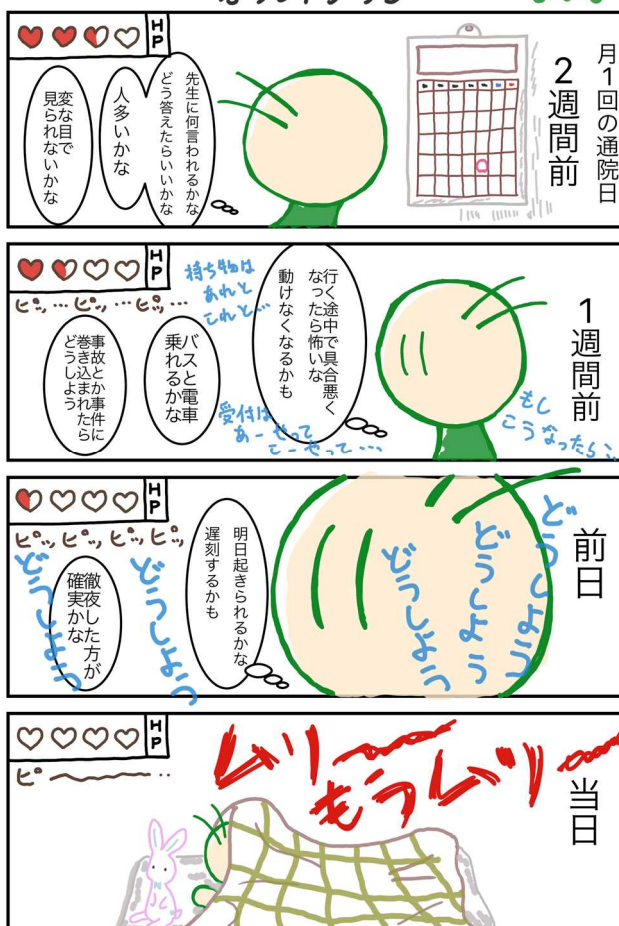 月1回の通院日
2週間前
HP
先生に何言われるかな
どう答えたらいいかな
人多いかな
変な目で
見られないかな
1週間前
HP
ピッ…ピッ…ピッ…
もし
こうなったら…
行く途中で具合悪く
なったら怖いな
動けなくなるかも
持ち物は
あれと
これと…
受付は
あーやって
こーやって…
バスと電車
乗れるかな
事故とか事件に
巻き込まれたら
どうしよう
前日
HP
ピッ、ピッ、ピッ、ピッ、
どうしよう
どうしよう
どうしよう
明日起きられるかな
遅刻するかも
どうしよう
徹夜した方が
確実かな
どうしよう
当日
HP
ピー
ムリ〜
もうムリ〜